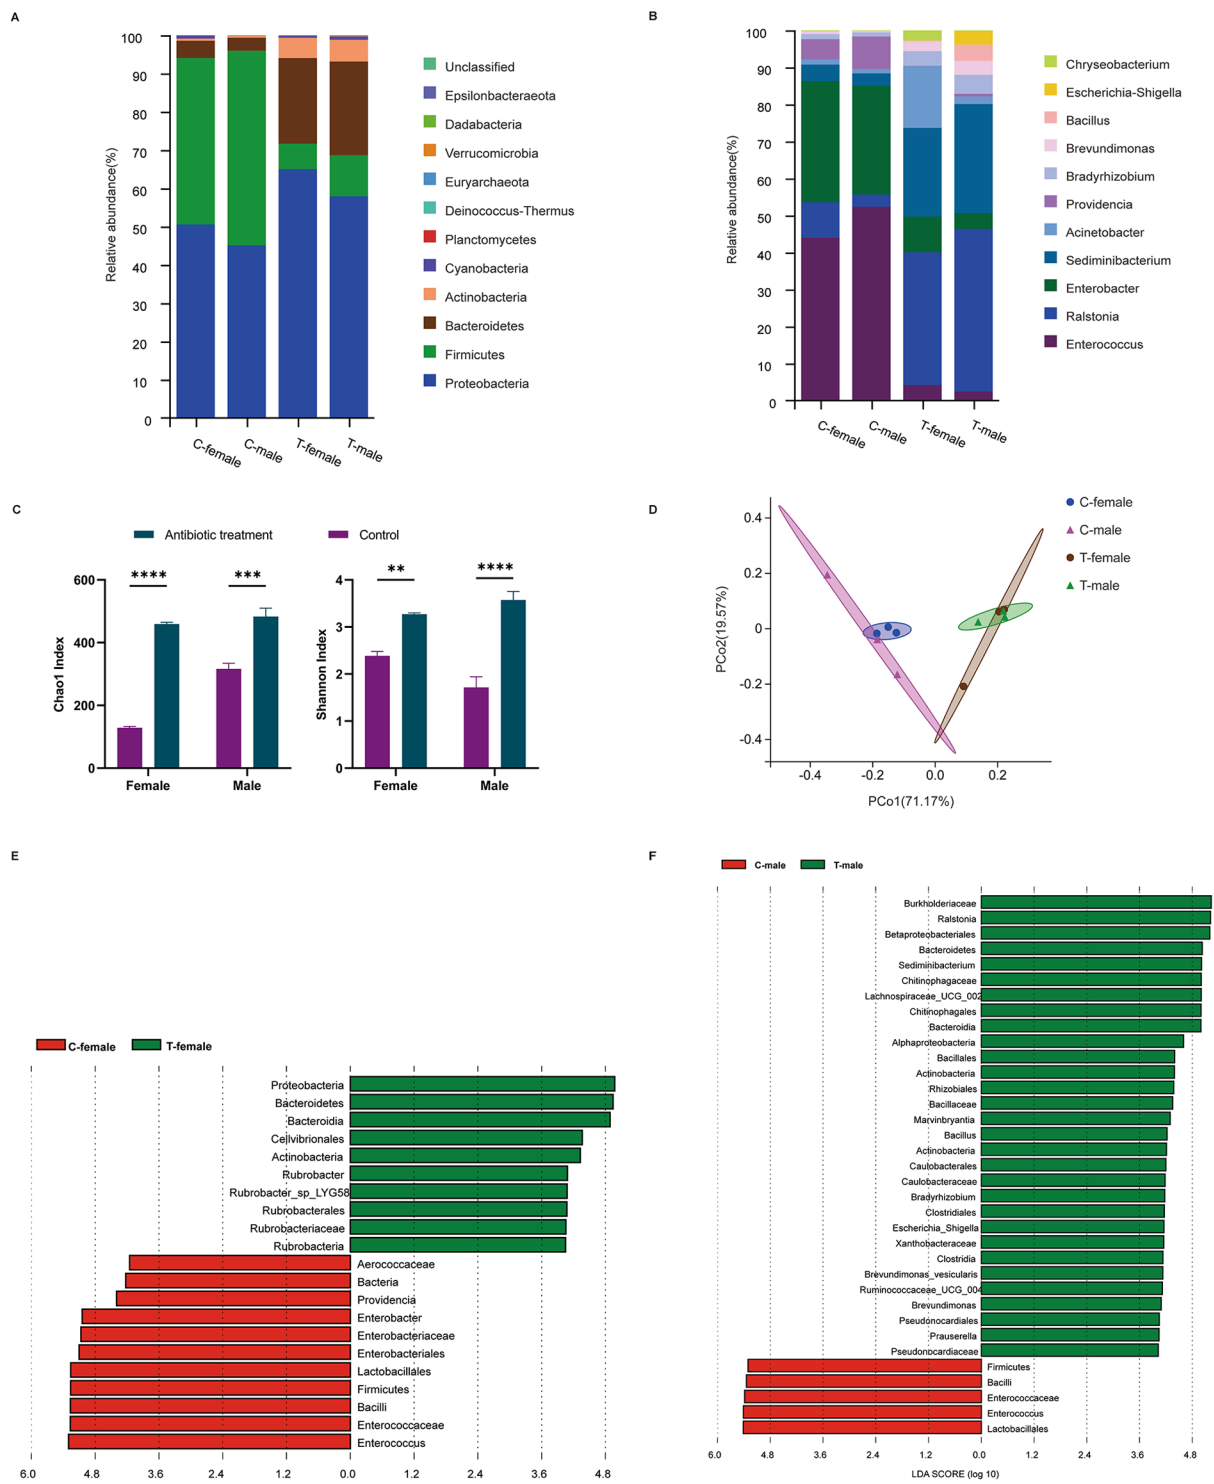 A
Relative abundance(%)
100
90
80
70
60
50
40
30
20
10
0
C-female
C-male
T-female
T-male
Unclassified
Epsilonbacteraeota
Dadabacteria
Verrucomicrobia
Euryarchaeota
Deinococcus-Thermus
Planctomycetes
Cyanobacteria
Actinobacteria
Bacteroidetes
Firmicutes
Proteobacteria
B
Relative abundance(%)
100
90
80
70
60
50
40
30
20
10
0
C-female
C-male
T-female
T-male
Chryseobacterium
Escherichia-Shigella
Bacillus
Brevundimonas
Bradyrhizobium
Providencia
Acinetobacter
Sediminibacterium
Enterobacter
Ralstonia
Enterococcus
C
Antibiotic treatment
Control
Chao1 Index
600
400
200
0
****
***
Female
Male
Shannon Index
4
3
2
1
0
**
****
Female
Male
D
PCo2(19.57%)
0.4
0.2
0
-0.2
-0.4
-0.4
-0.2
0.0
0.2
PCo1(71.17%)
C-female
C-male
T-female
T-male
E
C-female
T-female
Proteobacteria
Bacteroidetes
Bacteroidia
Cellvibrionales
Actinobacteria
Rubrobacter
Rubrobacter_sp_LYG58
Rubrobacterales
Rubrobacteriaceae
Rubrobacteria
Aerococcaceae
Bacteria
Providencia
Enterobacter
Enterobacteriaceae
Enterobacteriales
Lactobacillales
Firmicutes
Bacilli
Enterococcaceae
Enterococcus
6.0
4.8
3.6
2.4
1.2
0.0
1.2
2.4
3.6
4.8
F
C-male
T-male
Burkholderiaceae
Ralstonia
Betaproteobacteriales
Bacteroidetes
Sediminibacterium
Chitinophagaceae
Lachnospiraceae_UCG_002
Chitinophagales
Bacteroidia
Alphaproteobacteria
Bacillales
Actinobacteria
Rhizobiales
Bacillaceae
Marvinbryantia
Bacillus
Actinobacteria
Caulobacterales
Caulobacteraceae
Bradyrhizobium
Clostridiales
Escherichia_Shigella
Xanthobacteraceae
Clostridia
Brevundimonas_vesicularis
Ruminococcaceae_UCG_004
Brevundimonas
Pseudonocardiales
Prauserella
Pseudonocardiaceae
Firmicutes
Bacilli
Enterococcaceae
Enterococcus
Lactobacillales
6.0
4.8
3.6
2.4
1.2
0.0
1.2
2.4
3.6
4.8
LDA SCORE (log 10)